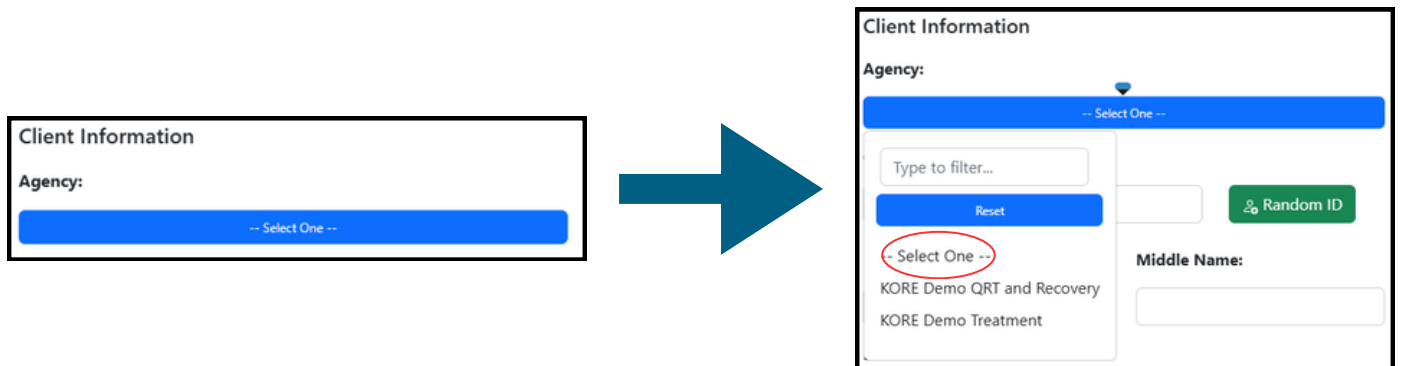 Client Information
Agency:
-- Select One --
Client Information
Agency:
-- Select One --
Type to filter...
Reset
Random ID
-- Select One --
Middle Name:
KORE Demo QRT and Recovery
KORE Demo Treatment